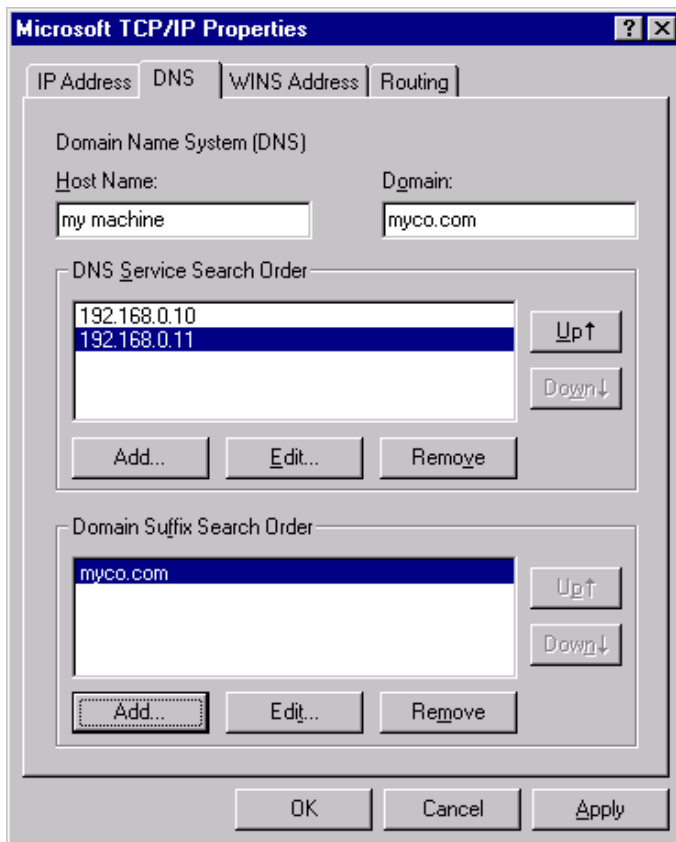 Microsoft TCP/IP Properties
IP Address DNS WINS Address Routing
Domain Name System (DNS)
Host Name: Domain:
my machine myco.com
DNS Service Search Order
192.168.0.10
192.168.0.11
Up↑
Down↓
Add... Edit... Remove
Domain Suffix Search Order
myco.com
Up↑
Down↓
Add... Edit... Remove
OK Cancel Apply